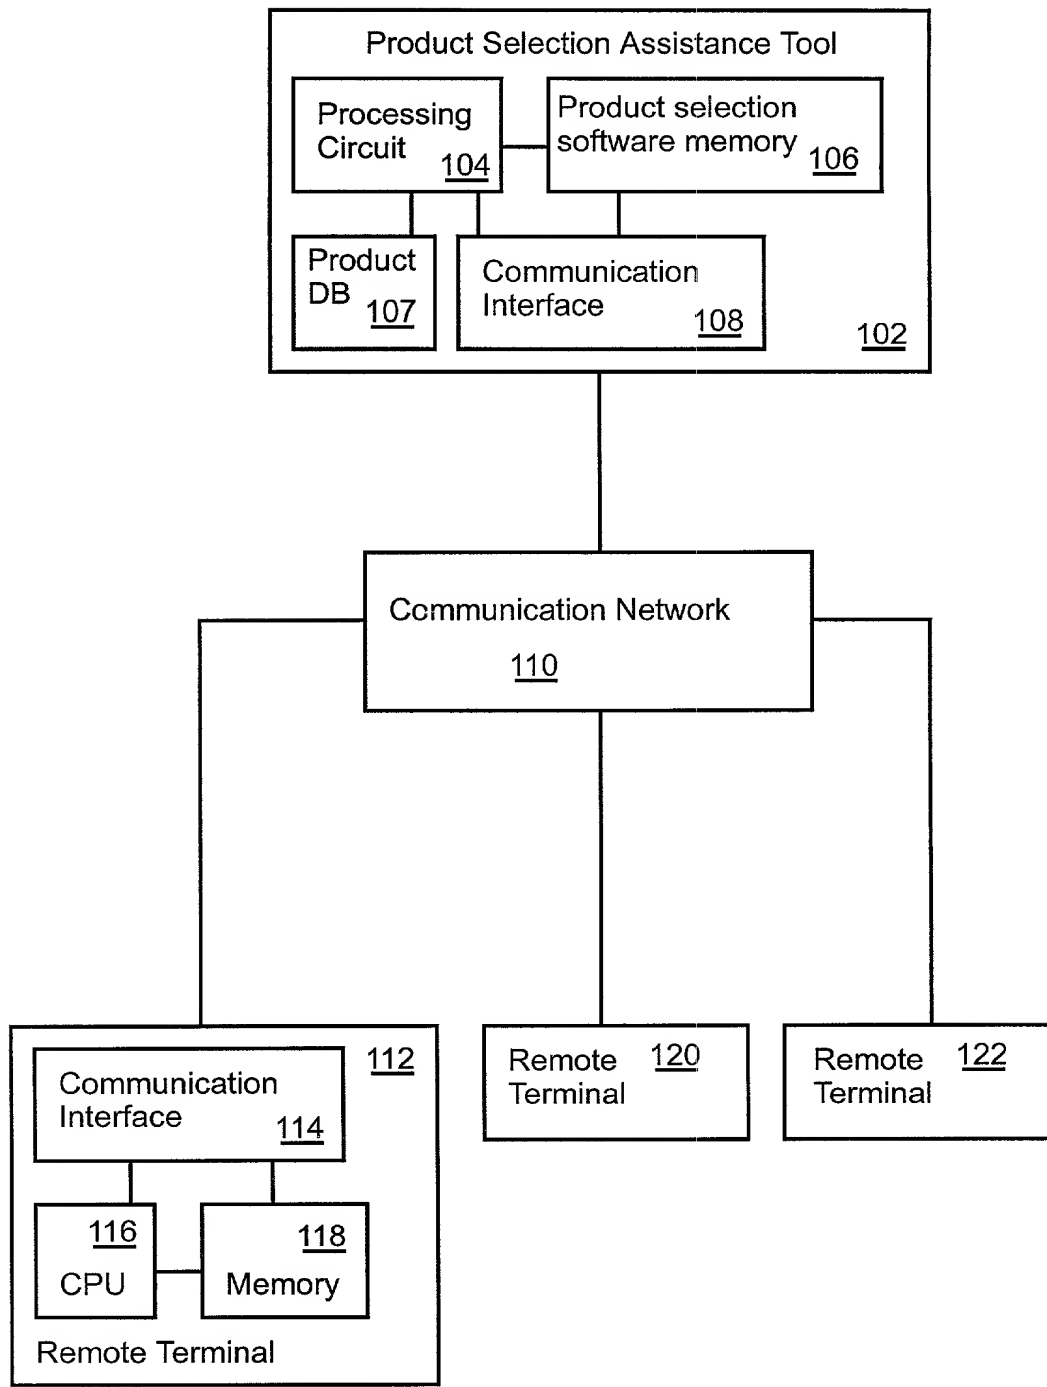 Product Selection Assistance Tool
Processing
Circuit
104
Product selection
software memory
106
Product
DB
107
Communication
Interface
108
102
Communication Network
110
112
Communication
Interface
114
116
CPU
118
Memory
Remote Terminal
Remote
Terminal
120
Remote
Terminal
122